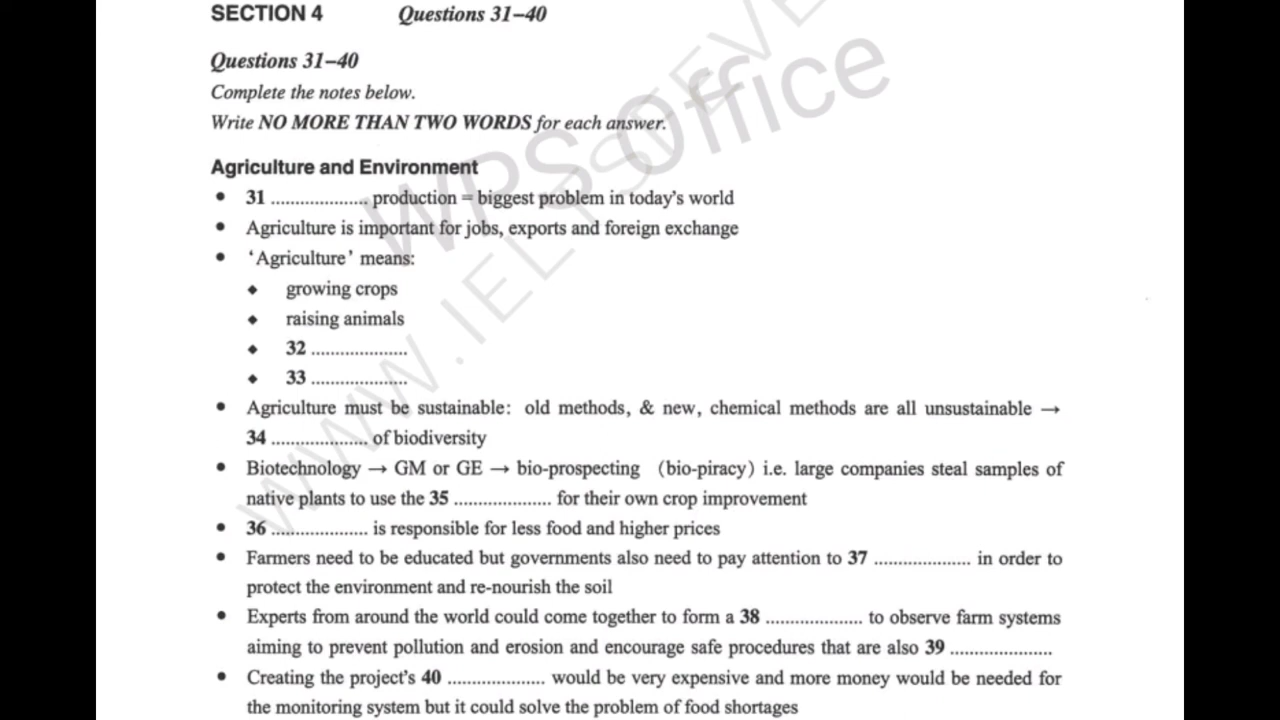 SECTION 4 Questions 31–40
Questions 31–40
Complete the notes below.
Write NO MORE THAN TWO WORDS for each answer.
Agriculture and Environment
• 31 .................... production = biggest problem in today's world
• Agriculture is important for jobs, exports and foreign exchange
• 'Agriculture' means:
◆ growing crops
◆ raising animals
◆ 32 ....................
◆ 33 ....................
• Agriculture must be sustainable: old methods, & new, chemical methods are all unsustainable →
34 .................... of biodiversity
• Biotechnology → GM or GE → bio-prospecting (bio-piracy) i.e. large companies steal samples of
native plants to use the 35 .................... for their own crop improvement
• 36 .................... is responsible for less food and higher prices
• Farmers need to be educated but governments also need to pay attention to 37 .................... in order to
protect the environment and re-nourish the soil
• Experts from around the world could come together to form a 38 .................... to observe farm systems
aiming to prevent pollution and erosion and encourage safe procedures that are also 39 .....................
• Creating the project's 40 .................... would be very expensive and more money would be needed for
the monitoring system but it could solve the problem of food shortages
WPS Office